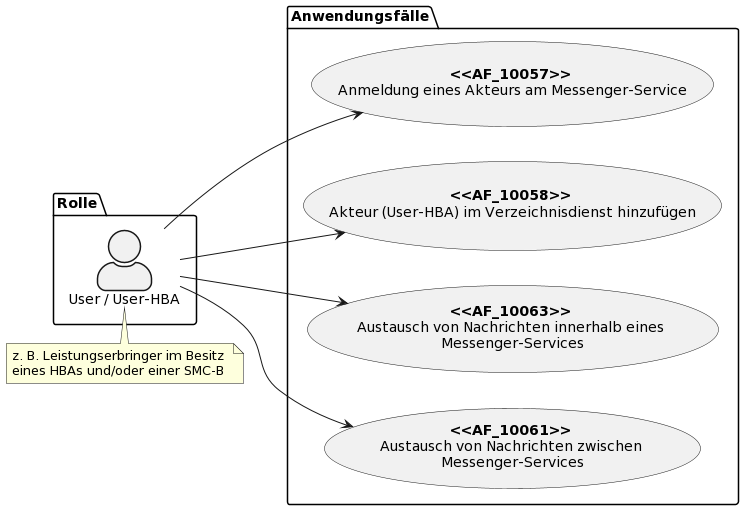 Anwendungsfälle
<<AF_10057>>
Anmeldung eines Akteurs am Messenger-Service
<<AF_10058>>
Akteur (User-HBA) im Verzeichnisdienst hinzufügen
Rolle
User / User-HBA
<<AF_10063>>
Austausch von Nachrichten innerhalb eines
Messenger-Services
z. B. Leistungserbringer im Besitz
eines HBAs und/oder einer SMC-B
<<AF_10061>>
Austausch von Nachrichten zwischen
Messenger-Services